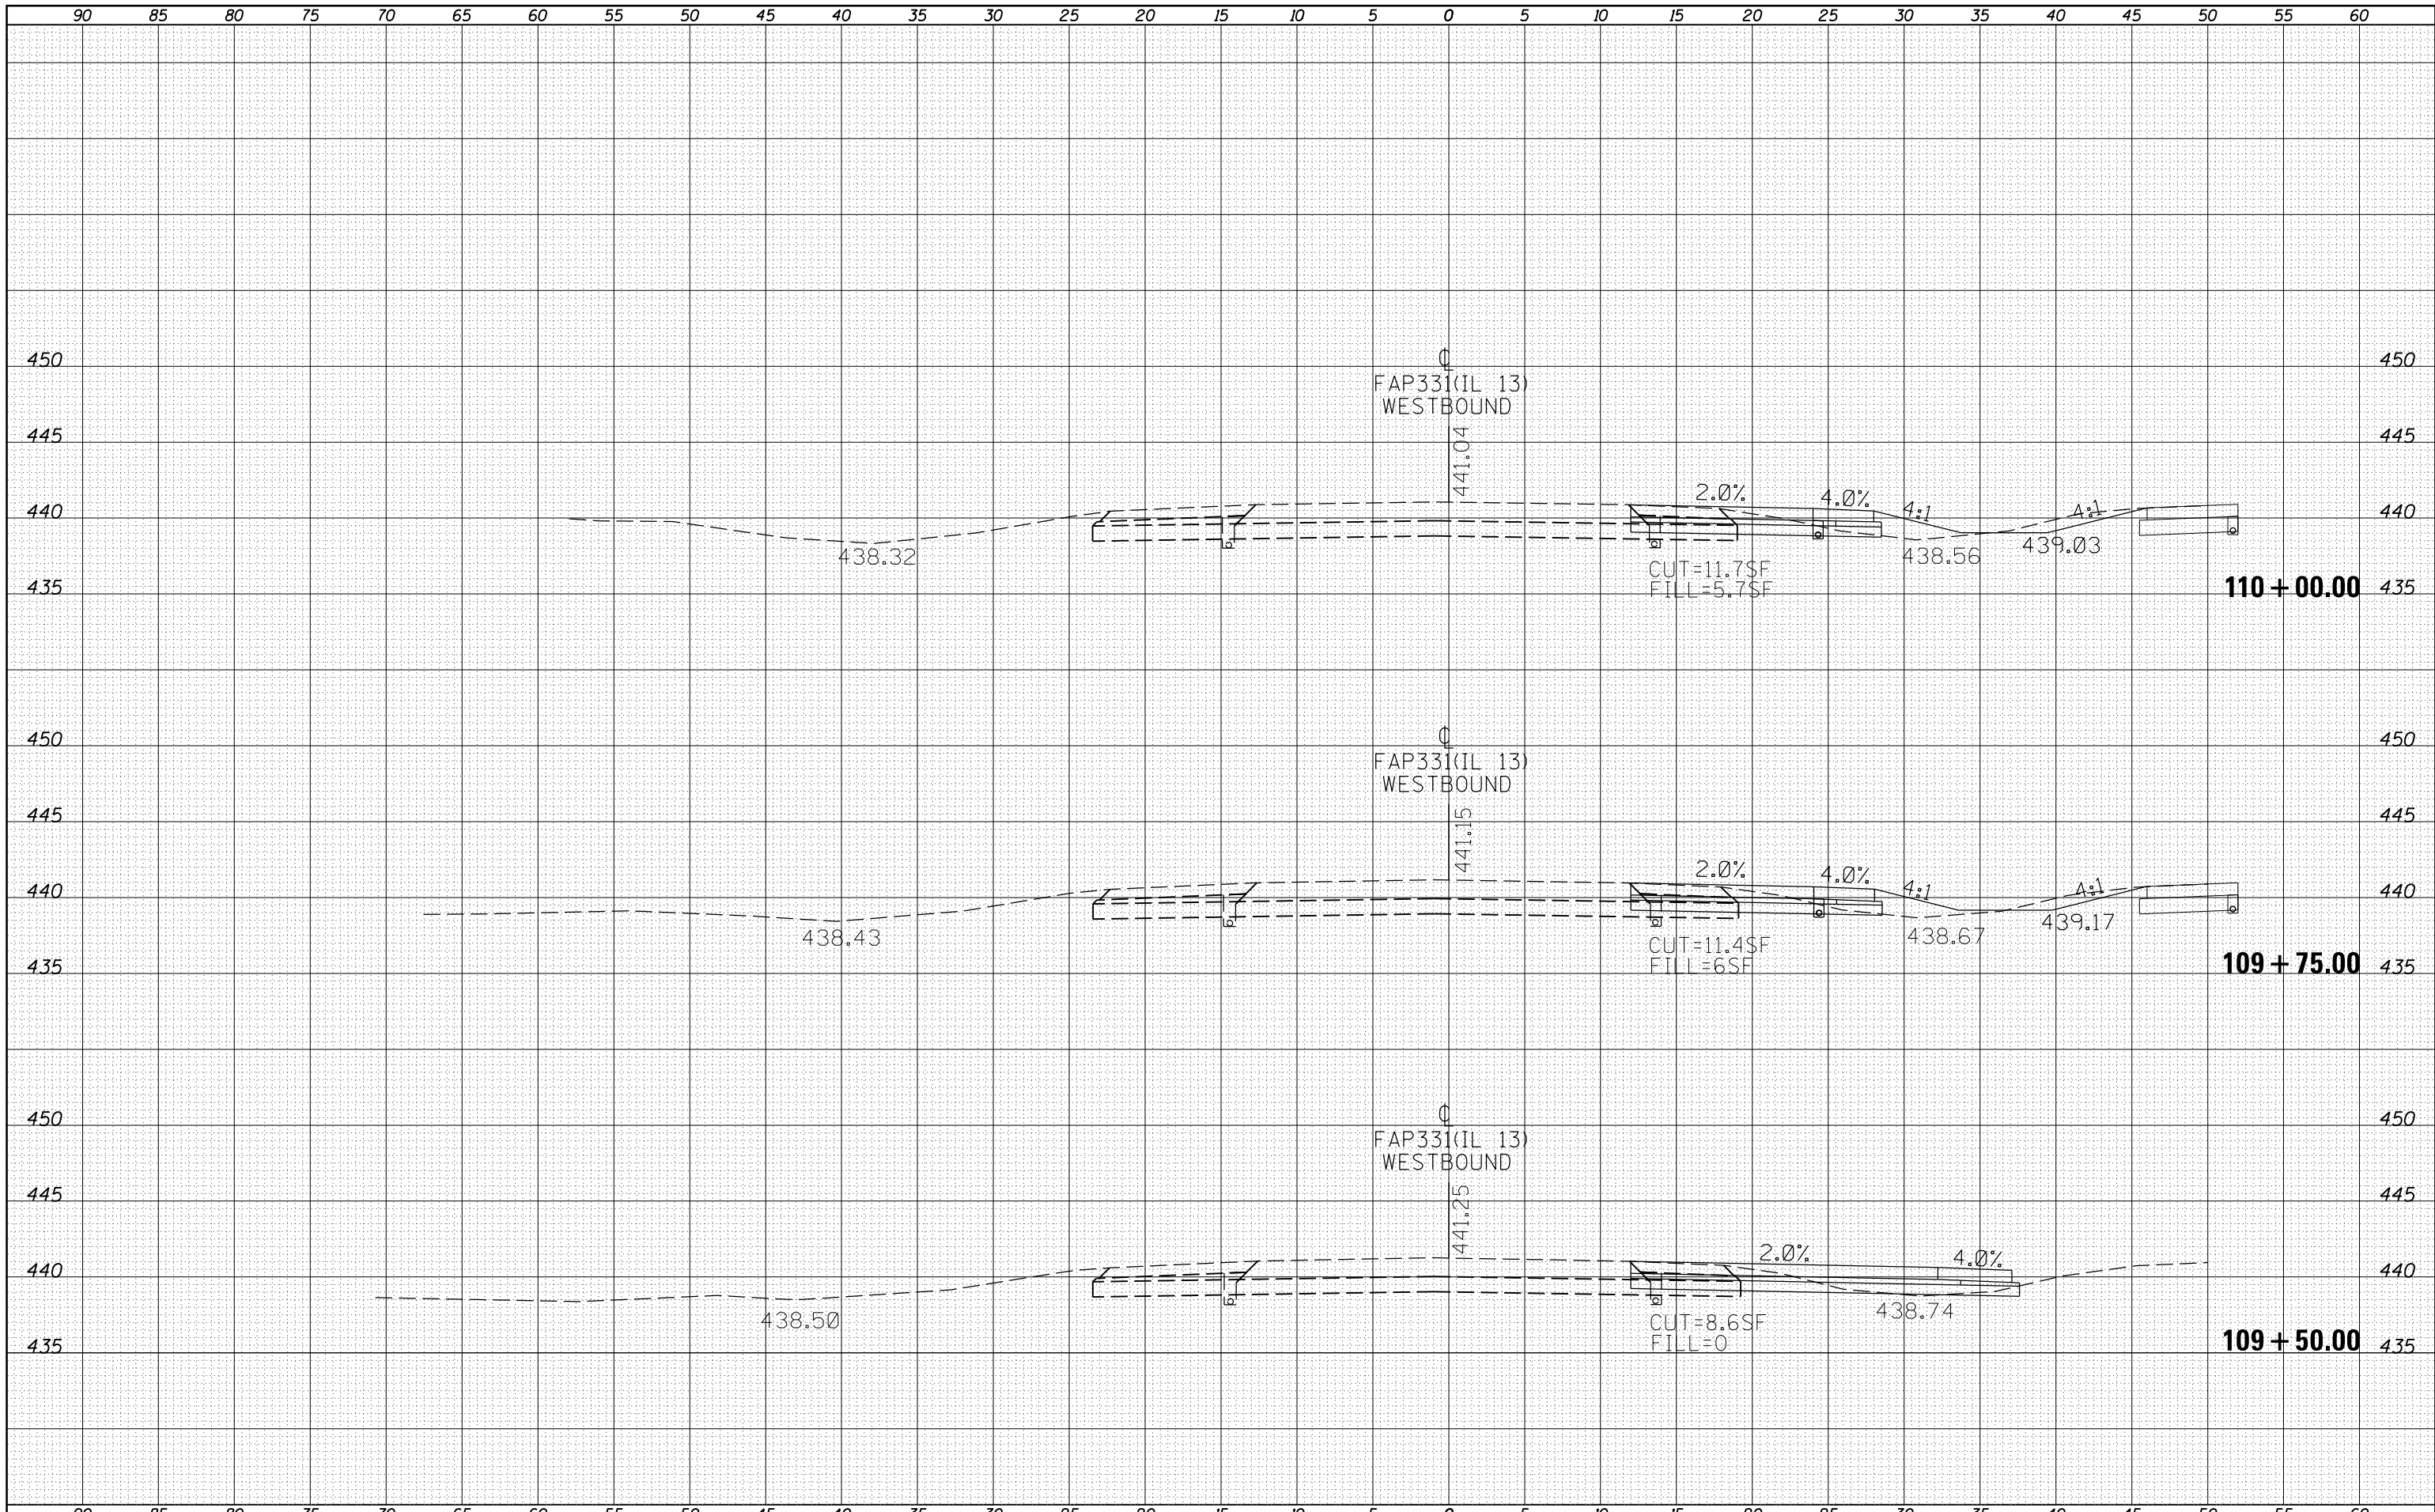 90 85 80 75 70 65 60 55 50 45 40 35 30 25 20 15 10 5 0 5 10 15 20 25 30 35 40 45 50 55 60
450 450
℄
FAP331(IL 13)
WESTBOUND
445 445
441.04
2.0% 4.0% 4:1 4:1
440 440
438.32 438.56 439.03
CUT=11.7SF
FILL=5.7SF
435 110+00.00 435
450 450
℄
FAP331(IL 13)
WESTBOUND
445 445
441.15
2.0% 4.0% 4:1 4:1
440 440
438.43 438.67 439.17
CUT=11.4SF
FILL=6SF
435 109+75.00 435
450 450
℄
FAP331(IL 13)
WESTBOUND
445 445
441.25
2.0% 4.0%
440 440
438.50 438.74
CUT=8.6SF
FILL=0
435 109+50.00 435